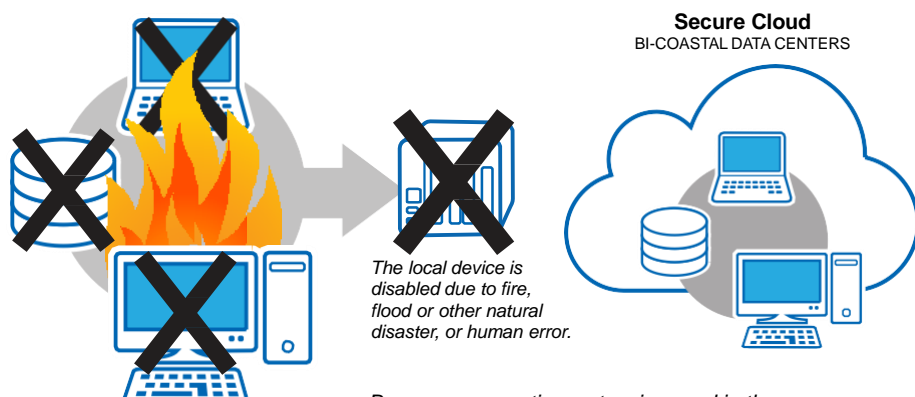 Secure Cloud
BI-COASTAL DATA CENTERS
The local device is
disabled due to fire,
flood or other natural
disaster, or human error.